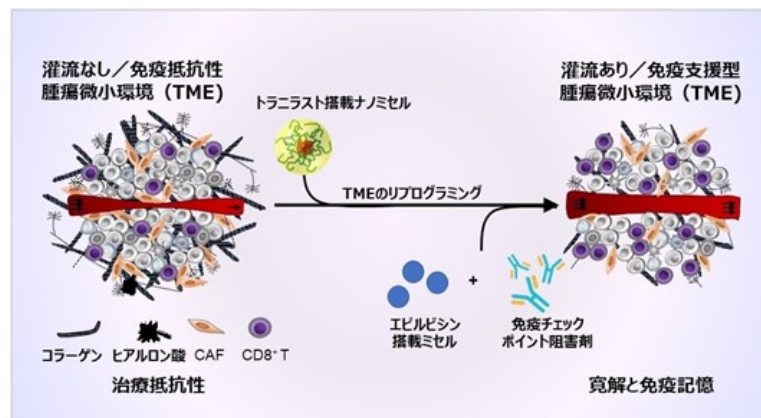 灌流なし／免疫抵抗性
腫瘍微小環境（TME）
トラニラスト搭載ナノミセル
灌流あり／免疫支援型
腫瘍微小環境（TME）
TMEのリプログラミング
+
エピルビシン
搭載ミセル
免疫チェック
ポイント阻害剤
コラーゲン
ヒアルロン酸
CAF
CD8⁺ T
治療抵抗性
寛解と免疫記憶